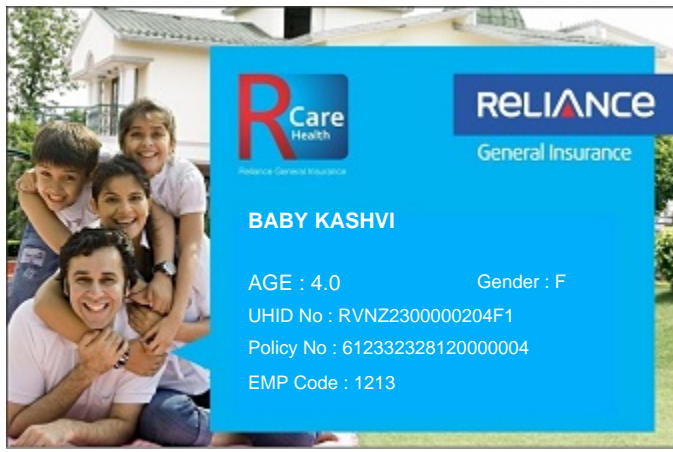 R Care
Health
Reliance General Insurance
RELIANCE
General Insurance
BABY KASHVI
AGE : 4.0
Gender : F
UHID No : RVNZ2300000204F1
Policy No : 612332328120000004
EMP Code : 1213